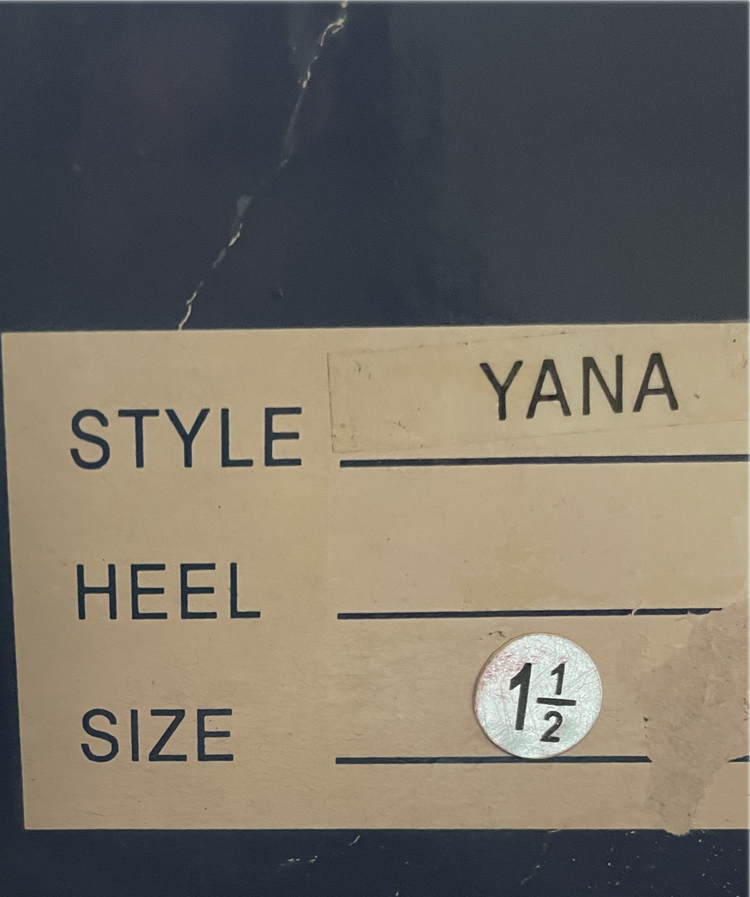 STYLE YANA
HEEL
SIZE 1½